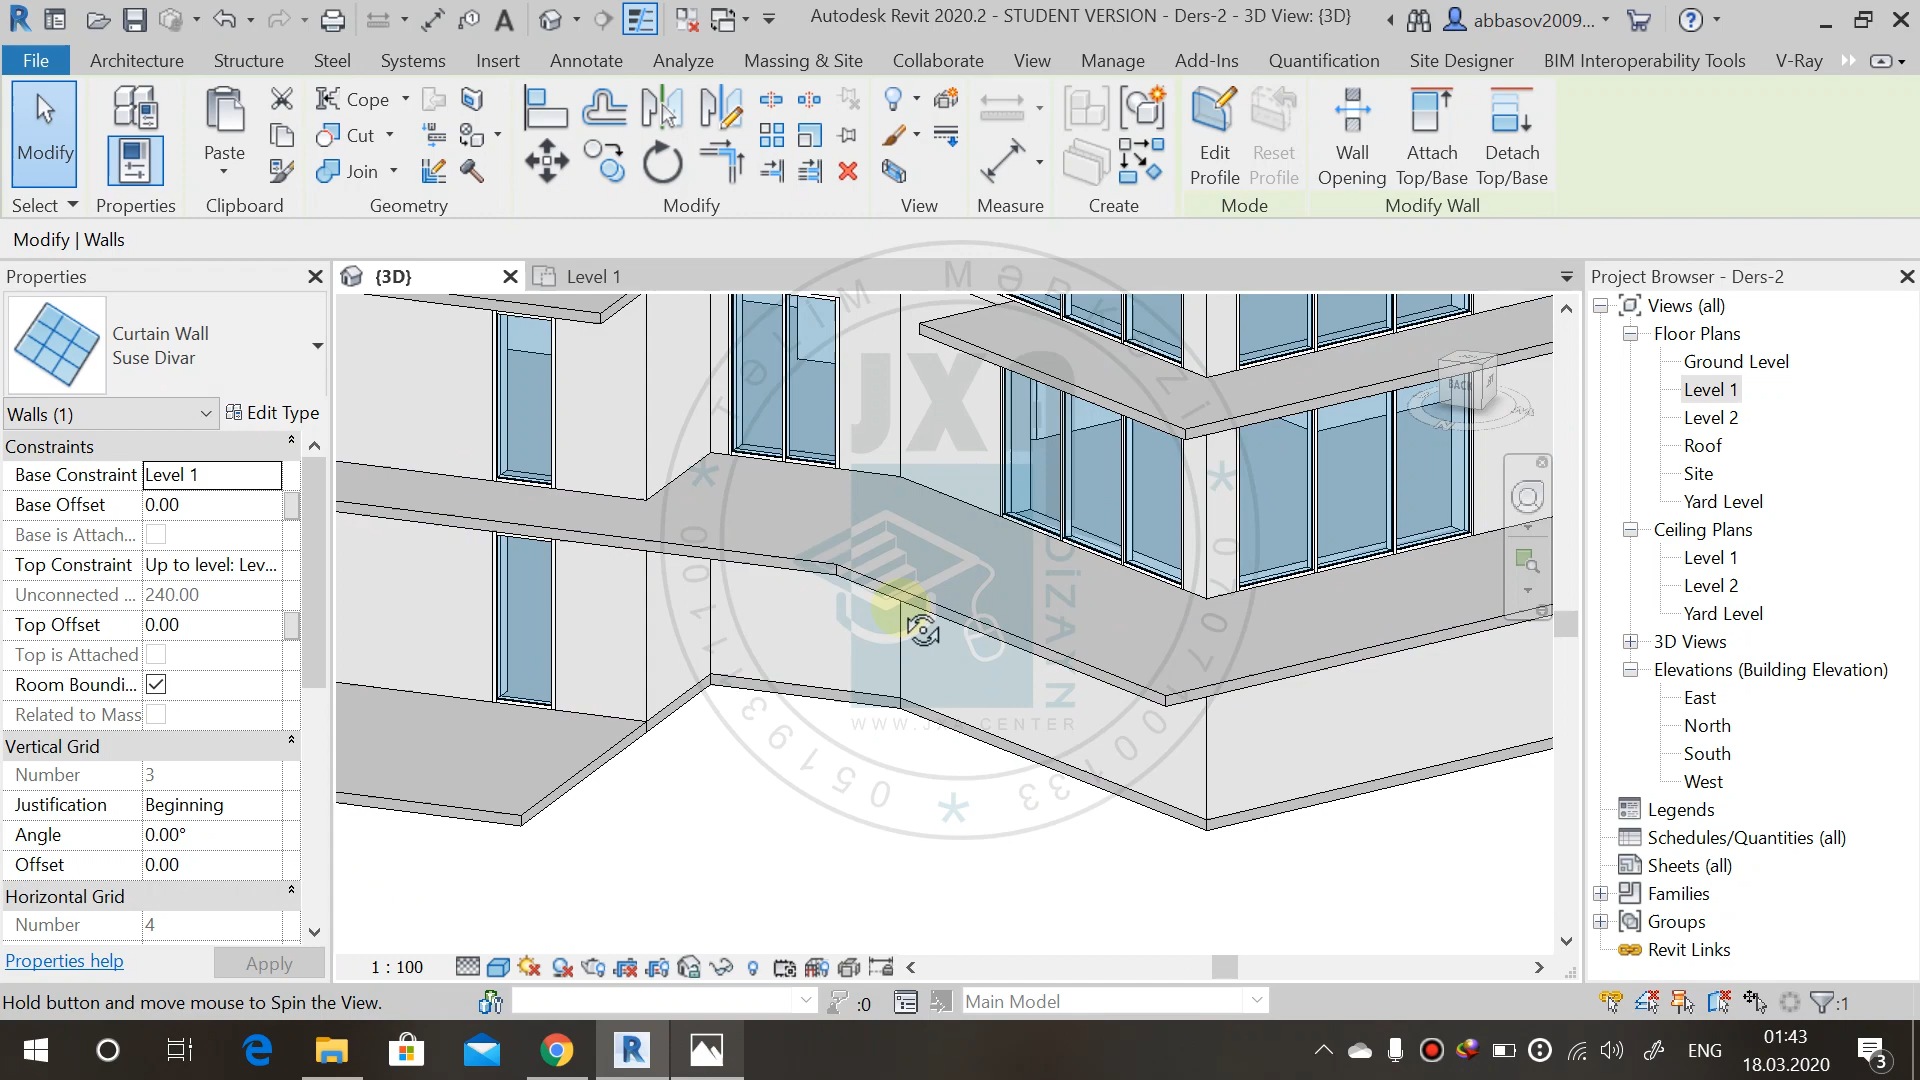 Autodesk Revit 2020.2 - STUDENT VERSION - Ders-2 - 3D View: {3D}
abbasov2009...
File Architecture Structure Steel Systems Insert Annotate Analyze Massing & Site Collaborate View Manage Add-Ins Quantification Site Designer BIM Interoperability Tools V-Ray
Modify
Paste
Cope
Cut
Join
Edit Profile
Reset Profile
Wall Opening
Attach Top/Base
Detach Top/Base
Select Properties Clipboard Geometry Modify View Measure Create Mode Modify Wall
Modify | Walls
Properties
{3D}
Level 1
Project Browser - Ders-2
Curtain Wall
Suse Divar
Walls (1)
Edit Type
Constraints
Base Constraint Level 1
Base Offset 0.00
Base is Attach...
Top Constraint Up to level: Lev...
Unconnected ... 240.00
Top Offset 0.00
Top is Attached
Room Boundi...
Related to Mass
Vertical Grid
Number 3
Justification Beginning
Angle 0.00°
Offset 0.00
Horizontal Grid
Number 4
Properties help
Apply
BACK
WWW.JX
CENTER
Views (all)
Floor Plans
Ground Level
Level 1
Level 2
Roof
Site
Yard Level
Ceiling Plans
Level 1
Level 2
Yard Level
3D Views
Elevations (Building Elevation)
East
North
South
West
Legends
Schedules/Quantities (all)
Sheets (all)
Families
Groups
Revit Links
1 : 100
Hold button and move mouse to Spin the View.
:0
Main Model
:1
ENG
01:43
18.03.2020
3